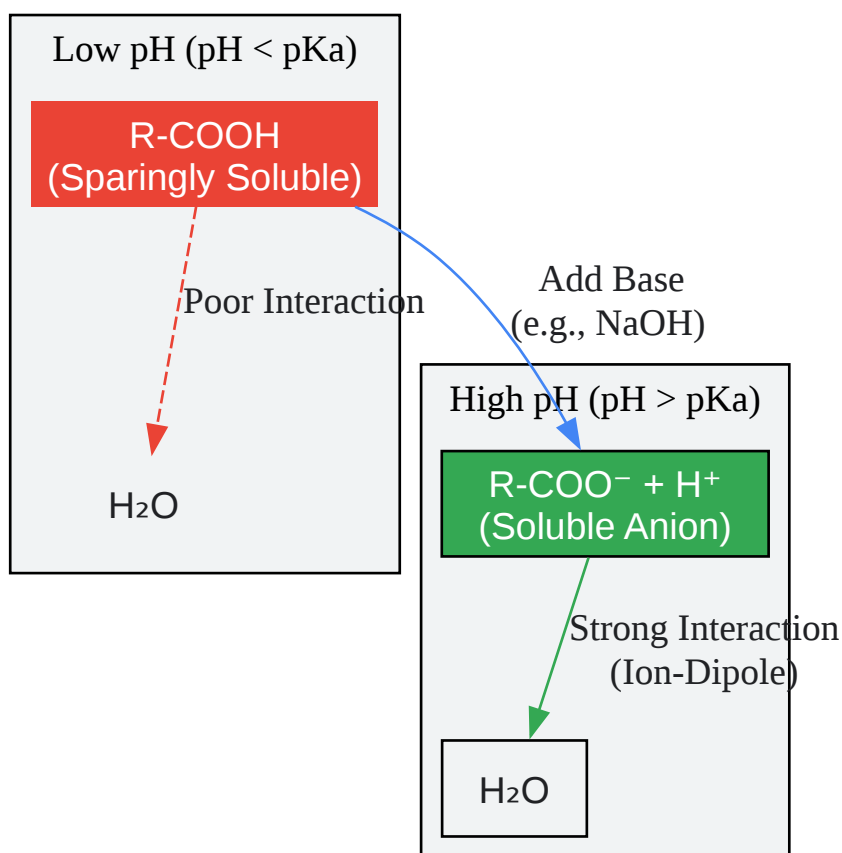 Low pH (pH < pKa)
R-COOH
(Sparingly Soluble)
Poor Interaction
H₂O
Add Base
(e.g., NaOH)
High pH (pH > pKa)
R-COO⁻ + H⁺
(Soluble Anion)
Strong Interaction
(Ion-Dipole)
H₂O